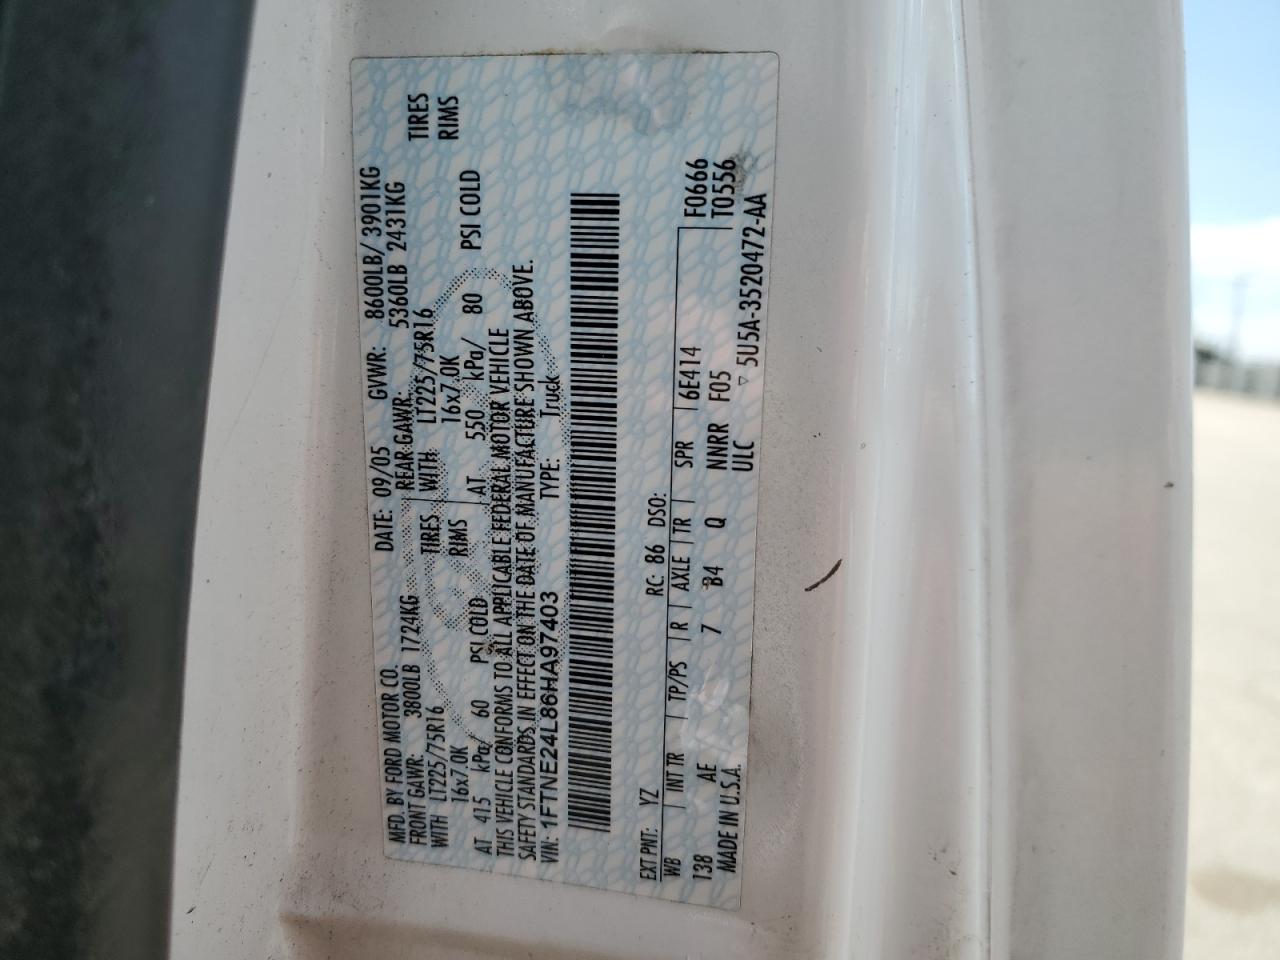 MFD. BY FORD MOTOR CO. DATE: 09/05 GVWR: 8600LB/ 3901KG
FRONT GAWR: 3800LB 1724KG REAR GAWR: 5360LB 2431KG
WITH LT225/75R16 TIRES WITH LT225/75R16 TIRES
16x7.0K RIMS 16x7.0K RIMS
AT 415 kPa/ 60 PSI COLD AT 550 kPa/ 80 PSI COLD
THIS VEHICLE CONFORMS TO ALL APPLICABLE FEDERAL MOTOR VEHICLE
SAFETY STANDARDS IN EFFECT ON THE DATE OF MANUFACTURE SHOWN ABOVE.
VIN: 1FTNE24L86HA97403 TYPE: Truck
EXT PNT: YZ RC: 86 DSO:
WB INT TR TP/PS R AXLE TR SPR 6E414 F0666
138 AE 7 B4 Q NNRR F05 T0556
MADE IN U.S.A. ULC ▽ 5U5A-3520472-AA